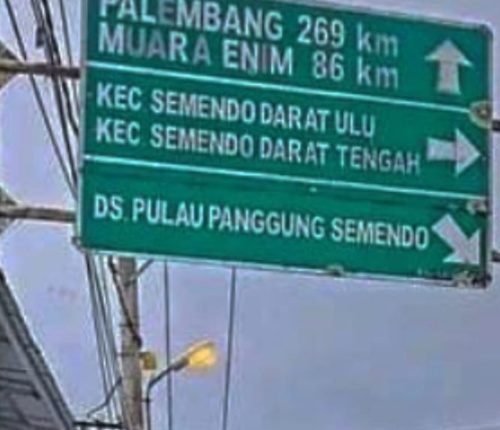 PALEMBANG 269 km
MUARA ENIM 86 km
KEC SEMENDO DARAT ULU
KEC SEMENDO DARAT TENGAH
DS. PULAU PANGGUNG SEMENDO